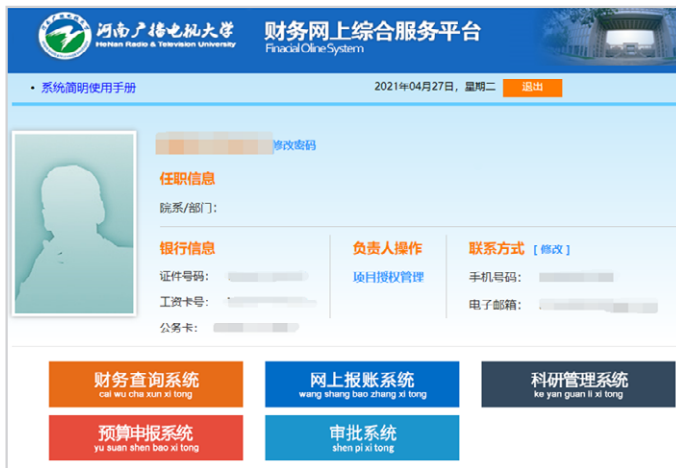 河南广播电视大学
HeNan Radio & Television University
财务网上综合服务平台
Finacial Oline System
• 系统简明使用手册
2021年04月27日，星期二
退出
修改密码
任职信息
院系/部门：
银行信息
负责人操作
联系方式 [修改]
证件号码：
项目授权管理
手机号码：
工资卡号：
电子邮箱：
公务卡：
财务查询系统
cai wu cha xun xi tong
网上报账系统
wang shang bao zhang xi tong
科研管理系统
ke yan guan li xi tong
预算申报系统
yu suan shen bao xi tong
审批系统
shen pi xi tong